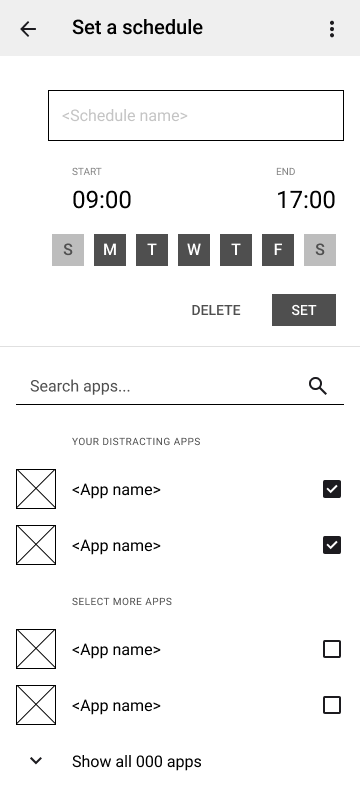 Set a schedule
<Schedule name>
START END
09:00 17:00
S M T W T F S
DELETE SET
Search apps...
YOUR DISTRACTING APPS
<App name>
<App name>
SELECT MORE APPS
<App name>
<App name>
Show all 000 apps